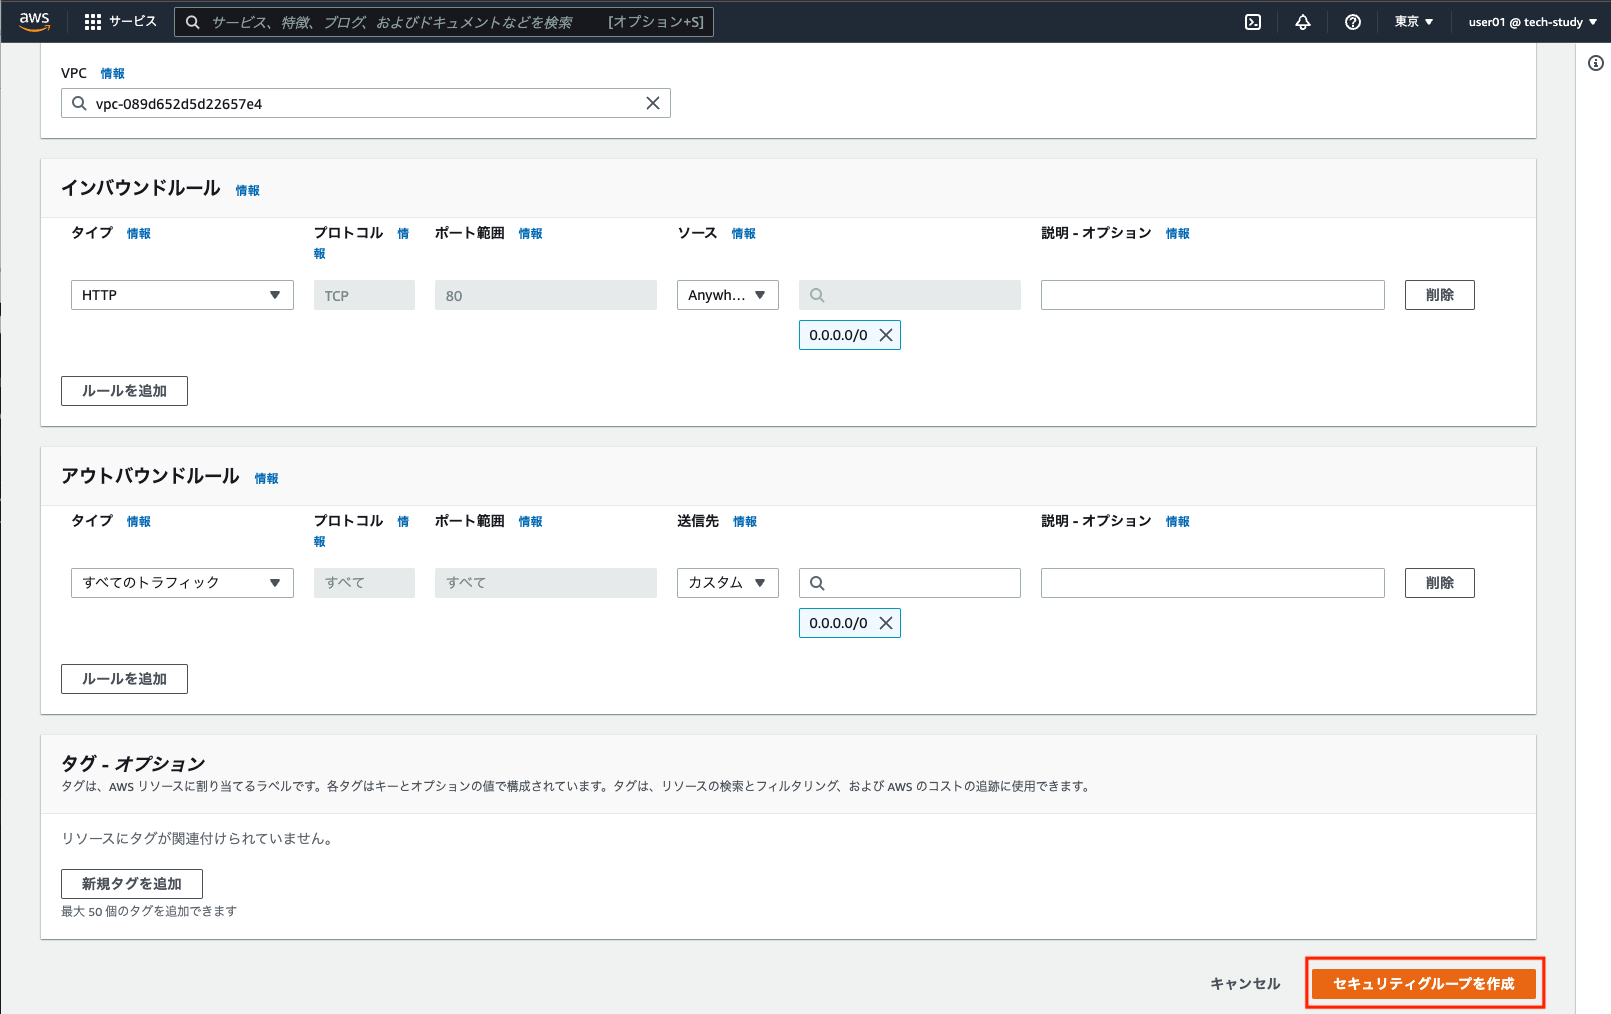 aws サービス サービス、特徴、ブログ、およびドキュメントなどを検索 [オプション+S] 東京 ▼ user01 @ tech-study ▼
VPC 情報
vpc-089d652d5d22657e4
インバウンドルール 情報
タイプ 情報 プロトコル 情報 ポート範囲 情報 ソース 情報 説明 - オプション 情報
HTTP TCP 80 Anywh... 削除
0.0.0.0/0
ルールを追加
アウトバウンドルール 情報
タイプ 情報 プロトコル 情報 ポート範囲 情報 送信先 情報 説明 - オプション 情報
すべてのトラフィック すべて すべて カスタム 削除
0.0.0.0/0
ルールを追加
タグ - オプション
タグは、AWS リソースに割り当てるラベルです。各タグはキーとオプションの値で構成されています。タグは、リソースの検索とフィルタリング、および AWS のコストの追跡に使用できます。
リソースにタグが関連付けられていません。
新規タグを追加
最大 50 個のタグを追加できます
キャンセル セキュリティグループを作成